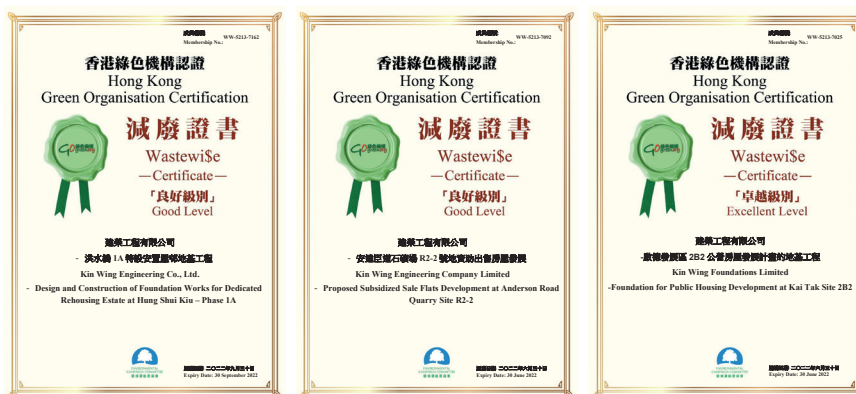 Membership No.: WW-5213-7162
香港綠色機構認證
Hong Kong
Green Organisation Certification
減廢證書
Wastewi$e
—Certificate—
「良好級別」
Good Level
建榮工程有限公司
Kin Wing Engineering Co., Ltd.
- Design and Construction of Foundation Works for Dedicated
Rehousing Estate at Hung Shui Kiu – Phase 1A
Expiry Date: 30 September 2022
Membership No.: WW-5213-7092
香港綠色機構認證
Hong Kong
Green Organisation Certification
減廢證書
Wastewi$e
—Certificate—
「良好級別」
Good Level
建榮工程有限公司
Kin Wing Engineering Company Limited
- Proposed Subsidized Sale Flats Development at Anderson Road
Quarry Site R2-2
Expiry Date: 30 June 2022
Membership No.: WW-5213-7025
香港綠色機構認證
Hong Kong
Green Organisation Certification
減廢證書
Wastewi$e
—Certificate—
「卓越級別」
Excellent Level
建榮工程有限公司
Kin Wing Foundations Limited
-Foundation for Public Housing Development at Kai Tak Site 2B2
Expiry Date: 30 June 2022